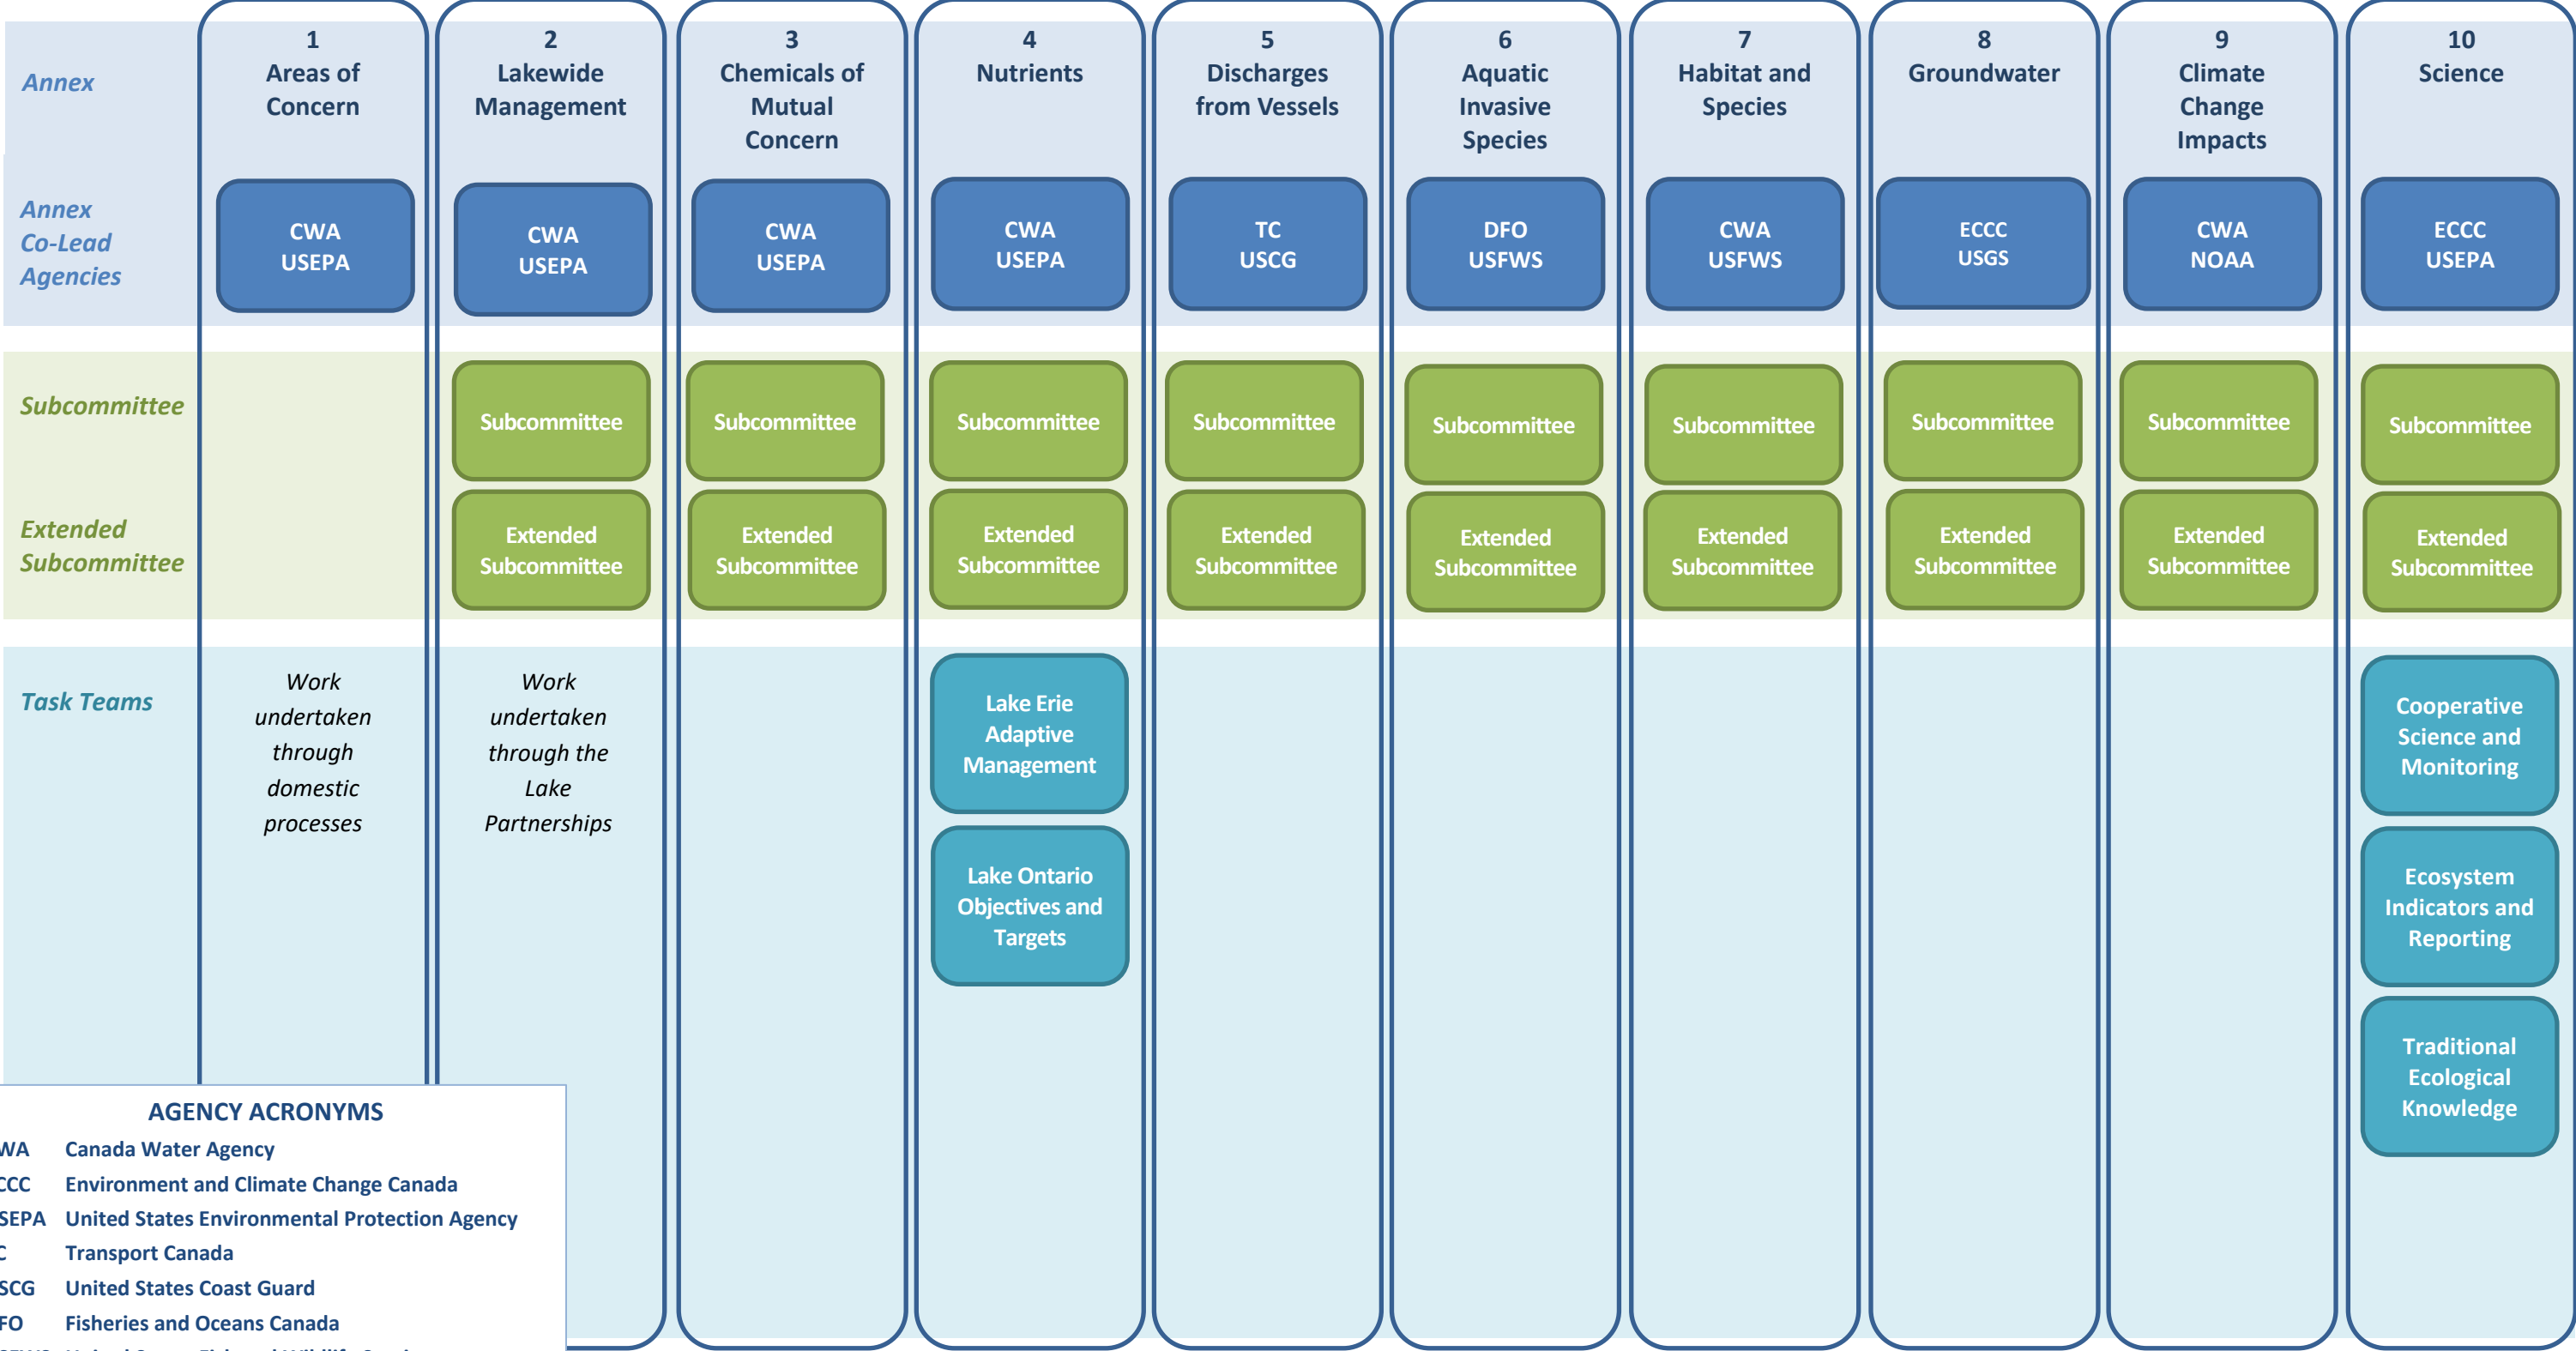 Annex
1
Areas of
Concern
2
Lakewide
Management
3
Chemicals of
Mutual
Concern
4
Nutrients
5
Discharges
from Vessels
6
Aquatic
Invasive
Species
7
Habitat and
Species
8
Groundwater
9
Climate
Change
Impacts
10
Science
Annex
Co-Lead
Agencies
CWA
USEPA
CWA
USEPA
CWA
USEPA
CWA
USEPA
TC
USCG
DFO
USFWS
CWA
USFWS
ECCC
USGS
CWA
NOAA
ECCC
USEPA
Subcommittee
Subcommittee
Subcommittee
Subcommittee
Subcommittee
Subcommittee
Subcommittee
Subcommittee
Subcommittee
Subcommittee
Extended
Subcommittee
Extended
Subcommittee
Extended
Subcommittee
Extended
Subcommittee
Extended
Subcommittee
Extended
Subcommittee
Extended
Subcommittee
Extended
Subcommittee
Extended
Subcommittee
Extended
Subcommittee
Task Teams
Work
undertaken
through
domestic
processes
Work
undertaken
through the
Lake
Partnerships
Lake Erie
Adaptive
Management
Lake Ontario
Objectives and
Targets
Cooperative
Science and
Monitoring
Ecosystem
Indicators and
Reporting
Traditional
Ecological
Knowledge
AGENCY ACRONYMS
WA Canada Water Agency
CCC Environment and Climate Change Canada
SEPA United States Environmental Protection Agency
C Transport Canada
SCG United States Coast Guard
FO Fisheries and Oceans Canada